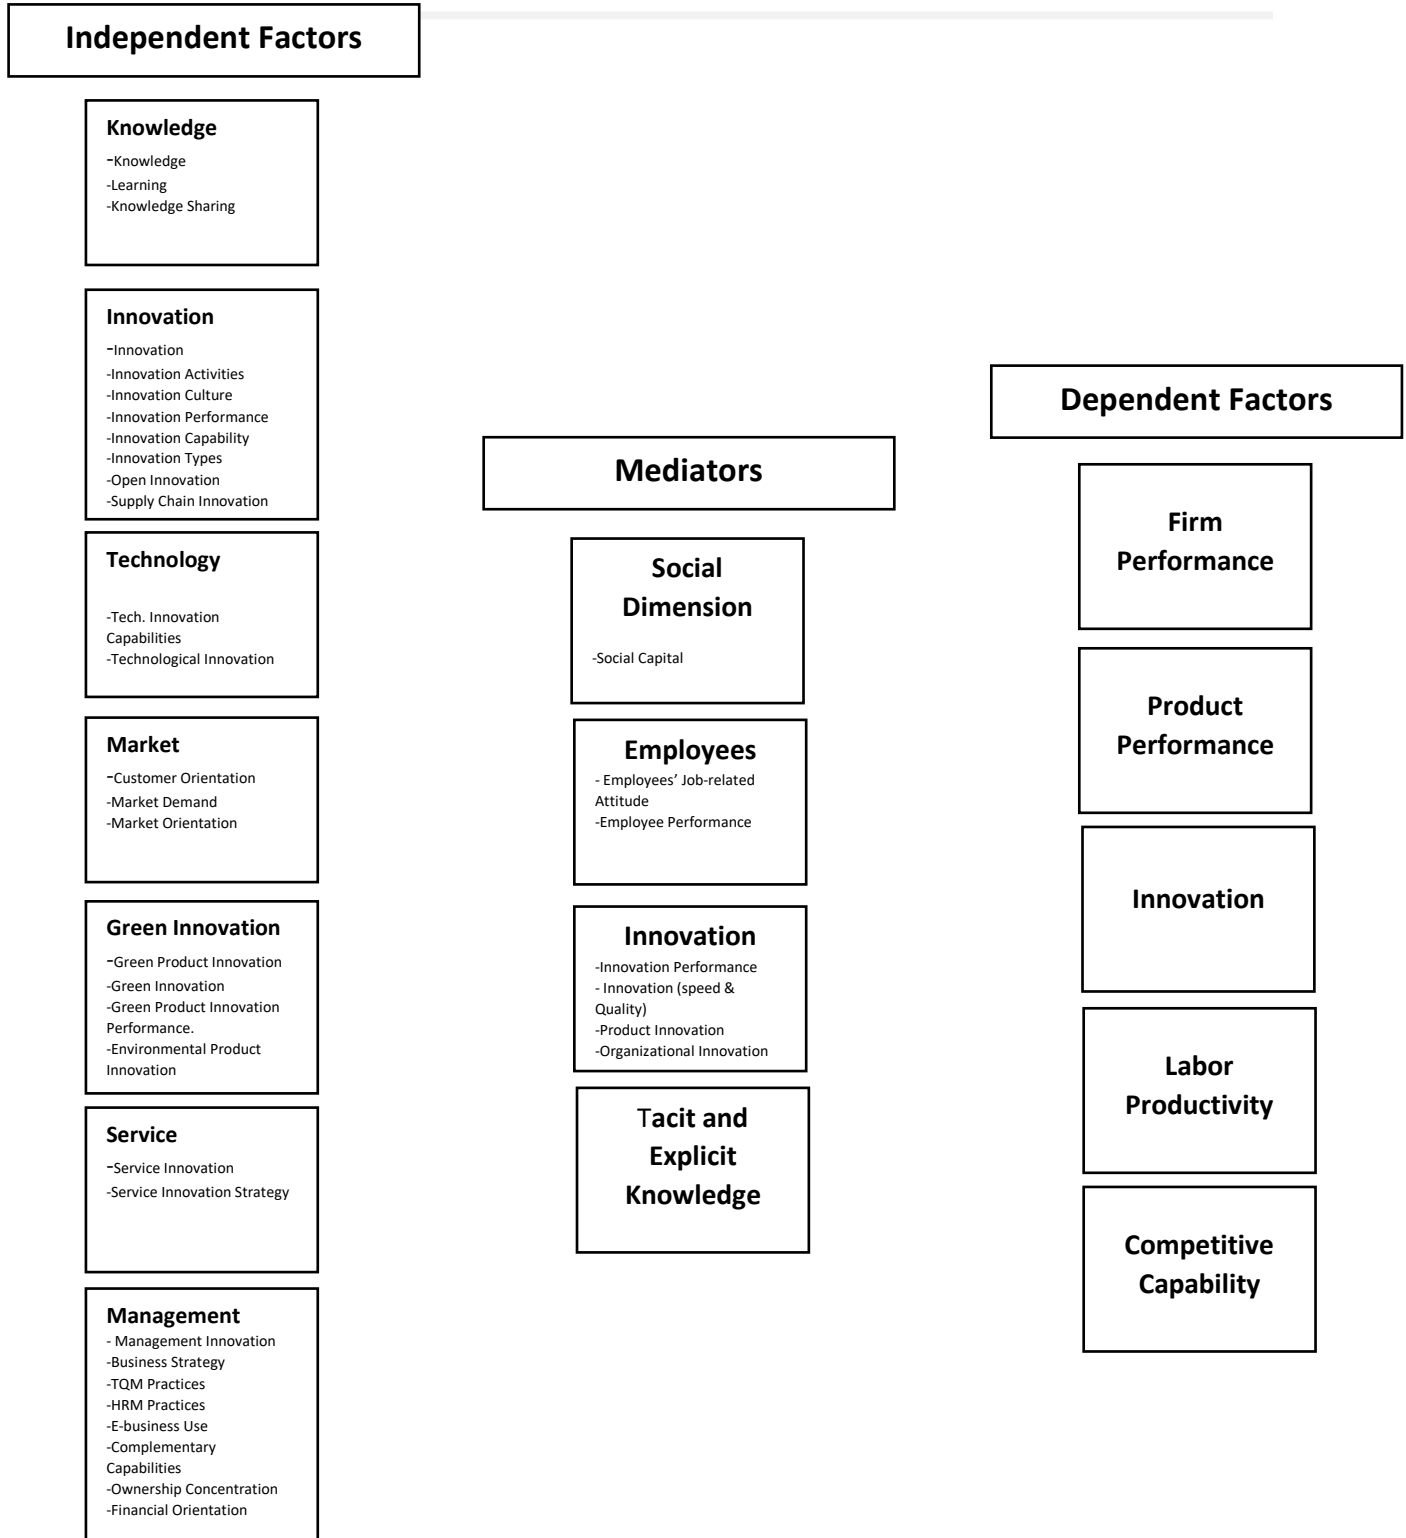 Independent Factors
Knowledge
-Knowledge
-Learning
-Knowledge Sharing
Innovation
-Innovation
-Innovation Activities
-Innovation Culture
-Innovation Performance
-Innovation Capability
-Innovation Types
-Open Innovation
-Supply Chain Innovation
Technology
-Tech. Innovation
Capabilities
-Technological Innovation
Market
-Customer Orientation
-Market Demand
-Market Orientation
Green Innovation
-Green Product Innovation
-Green Innovation
-Green Product Innovation
Performance.
-Environmental Product
Innovation
Service
-Service Innovation
-Service Innovation Strategy
Management
- Management Innovation
-Business Strategy
-TQM Practices
-HRM Practices
-E-business Use
-Complementary
Capabilities
-Ownership Concentration
-Financial Orientation
Mediators
Social
Dimension
-Social Capital
Employees
- Employees’ Job-related
Attitude
-Employee Performance
Innovation
-Innovation Performance
- Innovation (speed &
Quality)
-Product Innovation
-Organizational Innovation
Tacit and
Explicit
Knowledge
Dependent Factors
Firm
Performance
Product
Performance
Innovation
Labor
Productivity
Competitive
Capability